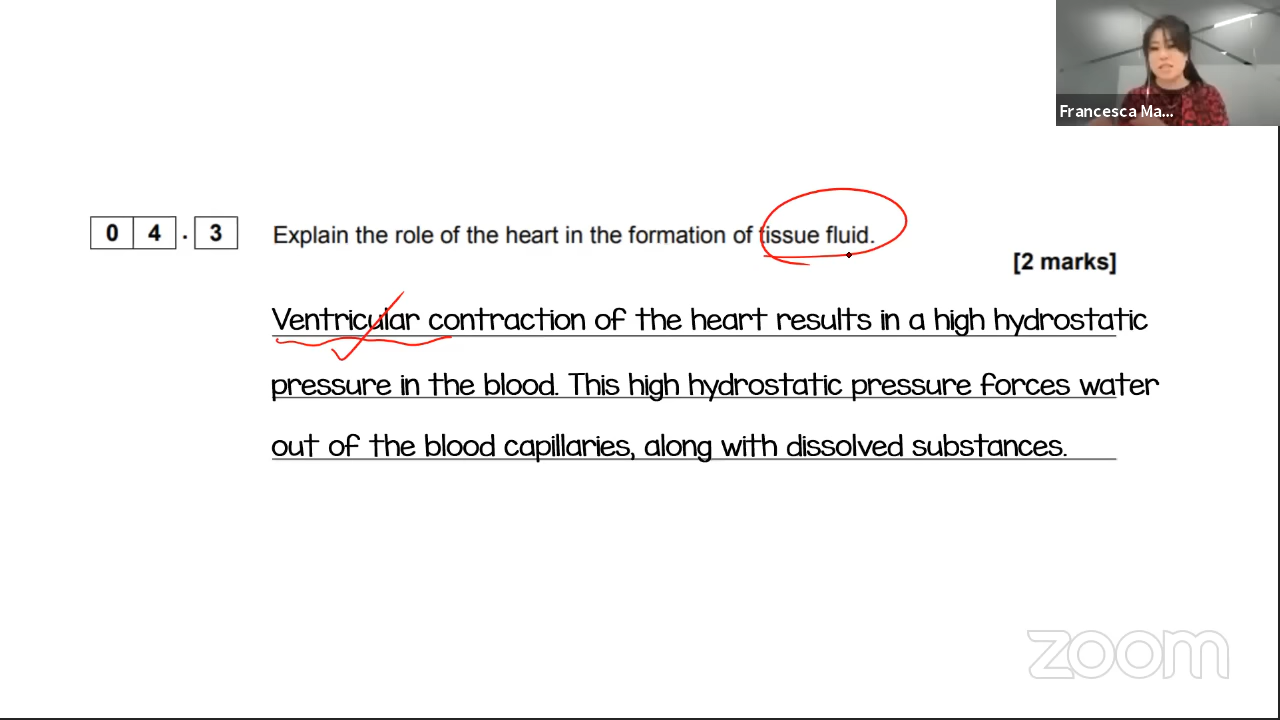 Francesca Ma...
0 4 . 3 Explain the role of the heart in the formation of tissue fluid.
[2 marks]
Ventricular contraction of the heart results in a high hydrostatic
pressure in the blood. This high hydrostatic pressure forces water
out of the blood capillaries, along with dissolved substances.
zoom